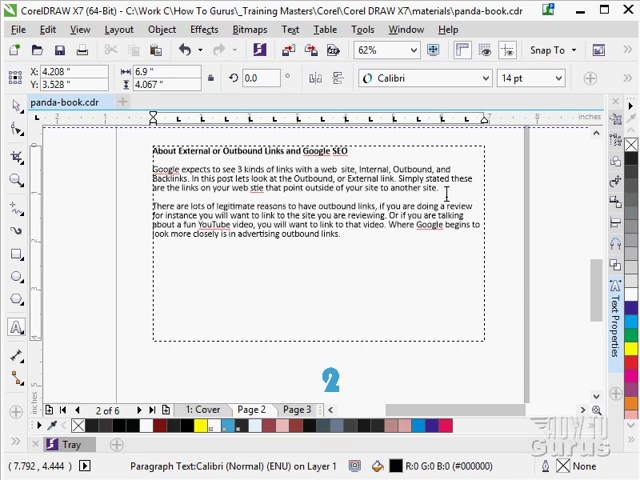 CorelDRAW X7 (64-Bit) - E:\How To Gurus\_Training Masters\Corel\CorelDRAW X7\materials\panda-book.cdr
File Edit View Layout Object Effects Bitmaps Text Table Tools Window
62% Snap To
X: 4.208 " 6.9 " 0.0 Calibri 14 pt
Y: 3.528 " 4.067 "
panda-book.cdr
inches
About External or Outbound Links and Google SEO
Google expects to see 3 kinds of links with a web site, Internal, Outbound, and
Backlinks. In this post lets look at the Outbound, or External link. Simply stated these
are the links on your web stie that point outside of your site to another site.
There are lots of legitimate reasons to have outbound links, if you are doing a review
for instance you will want to link to the site you are reviewing. Or if you are talking
about a fun YouTube video, you will want to link to that video. Where Google begins to
look more closely is in advertising outbound links.
Text Properties
2
2 of 6 1: Cover Page 2 Page 3
Tray
HOW TO
Gurus
(7.792, 4.444 ) Paragraph Text:Calibri (Normal) (ENU) on Layer 1 R:0 G:0 B:0 (#000000) None